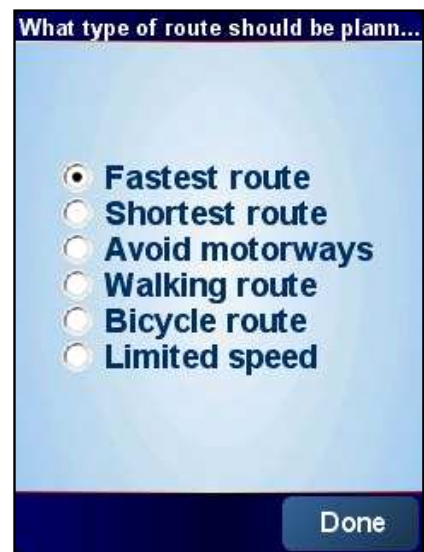 What type of route should be plann...
Fastest route
Shortest route
Avoid motorways
Walking route
Bicycle route
Limited speed
Done